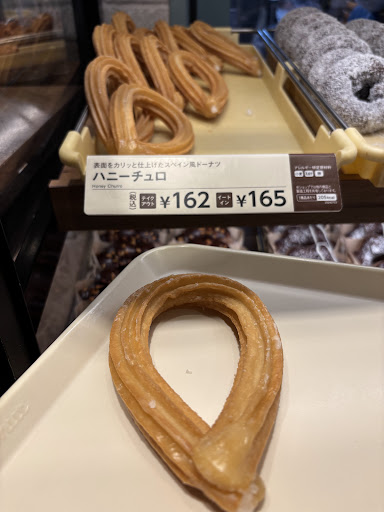 表面をカリッと仕上げたスペイン風ドーナツ
ハニーチュロ
Honey Churro
(税込) テイクアウト ¥162 イートイン ¥165